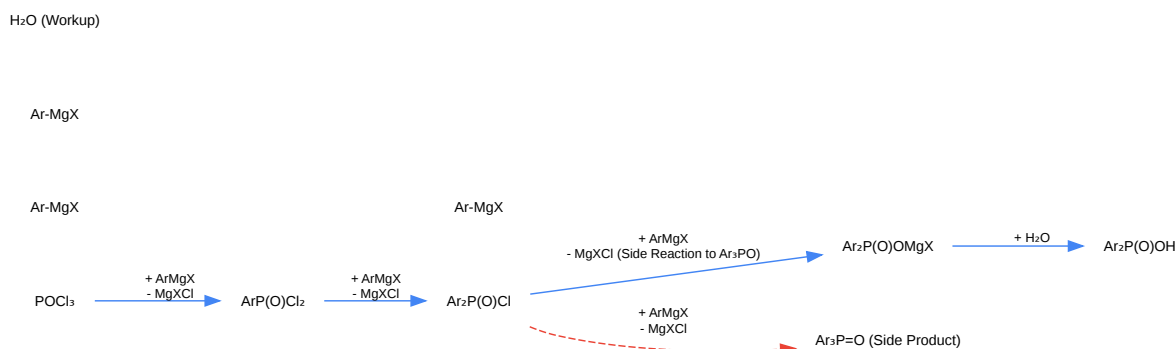 H₂O (Workup)
Ar-MgX
Ar-MgX
Ar-MgX
+ ArMgX
- MgXCl (Side Reaction to Ar₃PO)
Ar₂P(O)OMgX
+ H₂O
Ar₂P(O)OH
POCl₃
+ ArMgX
- MgXCl
ArP(O)Cl₂
+ ArMgX
- MgXCl
Ar₂P(O)Cl
+ ArMgX
- MgXCl
Ar₃P=O (Side Product)